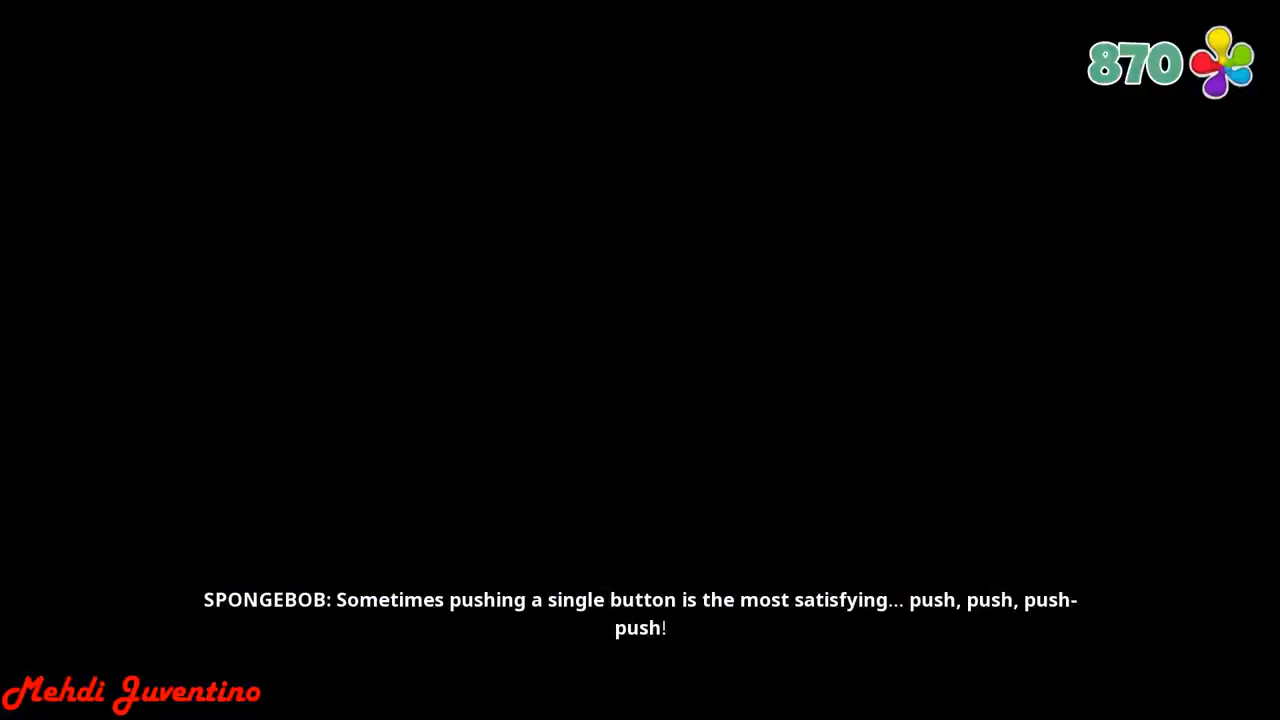 870
SPONGEBOB: Sometimes pushing a single button is the most satisfying... push, push, push-
push!
Mehdi Juventino